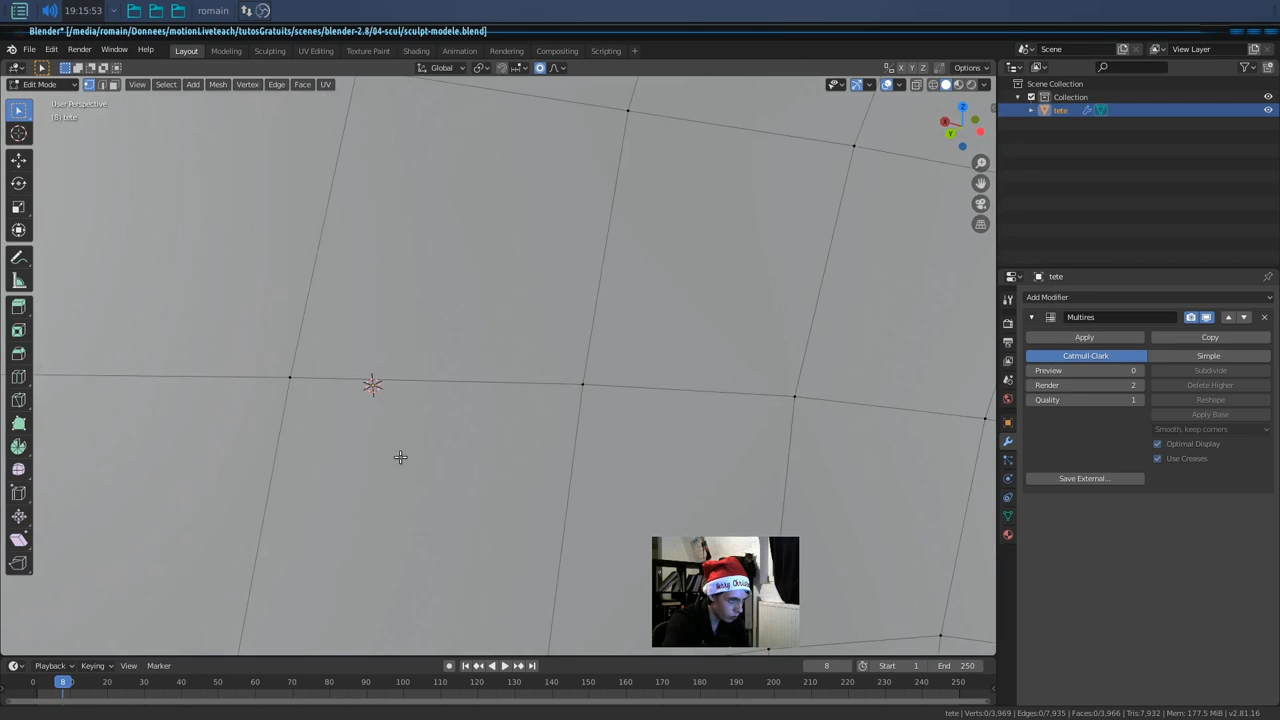 19:15:53
romain
Blender* [/media/romain/Donnees/motionLiveteach/tutosGratuits/scenes/blender-2.8/04-scul/sculpt-modele.blend]
File Edit Render Window Help
Layout Modeling Sculpting UV Editing Texture Paint Shading Animation Rendering Compositing Scripting +
Scene
View Layer
Global
X Y Z
Options
Edit Mode
View Select Add Mesh Vertex Edge Face UV
User Perspective
(8) tete
Z
X
Y
Scene Collection
Collection
tete
tete
Add Modifier
Multires
Apply
Copy
Catmull-Clark
Simple
Preview 0
Subdivide
Render 2
Delete Higher
Quality 1
Reshape
Apply Base
Smooth, keep corners
Optimal Display
Use Creases
Save External...
Playback Keying View Marker
8
Start 1
End 250
0 8 20 30 40 50 60 70 80 90 100 110 120 130 140 150 160 170 180 190 200 210 220 230 240 250
tete | Verts:0/3,969 | Edges:0/7,935 | Faces:0/3,966 | Tris:7,932 | Mem: 177.5 MiB | v2.81.16